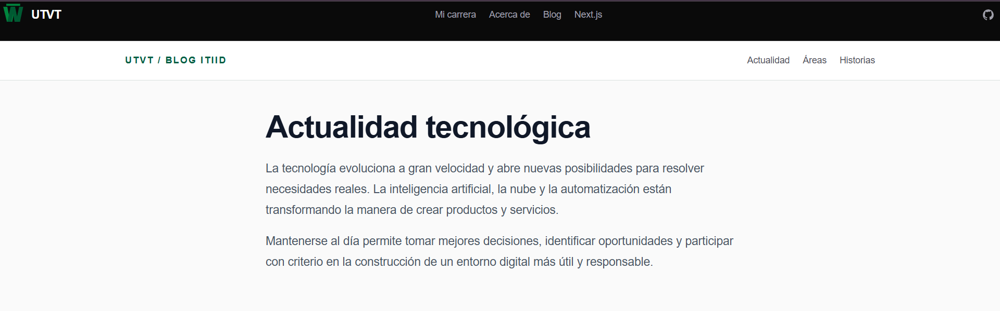 UTVT
Mi carrera Acerca de Blog Next.js
UTVT / BLOG ITIID
Actualidad Áreas Historias
Actualidad tecnológica
La tecnología evoluciona a gran velocidad y abre nuevas posibilidades para resolver
necesidades reales. La inteligencia artificial, la nube y la automatización están
transformando la manera de crear productos y servicios.
Mantenerse al día permite tomar mejores decisiones, identificar oportunidades y participar
con criterio en la construcción de un entorno digital más útil y responsable.